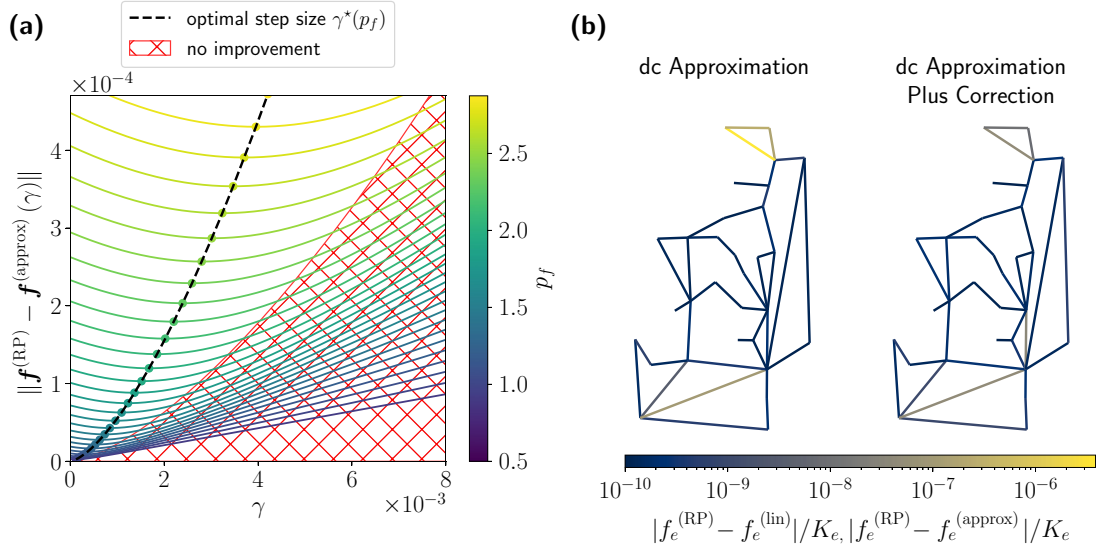 (a)
optimal step size γ*(p_f)
no improvement
×10⁻⁴
‖f^(RP) − f^(approx) (γ)‖
4
3
2
1
0
0
2
4
6
8
γ
×10⁻³
2.5
2.0
1.5
1.0
0.5
p_f
(b)
dc Approximation
dc Approximation
Plus Correction
10⁻¹⁰
10⁻⁹
10⁻⁸
10⁻⁷
10⁻⁶
|f_e^(RP) − f_e^(lin)|/K_e, |f_e^(RP) − f_e^(approx)|/K_e